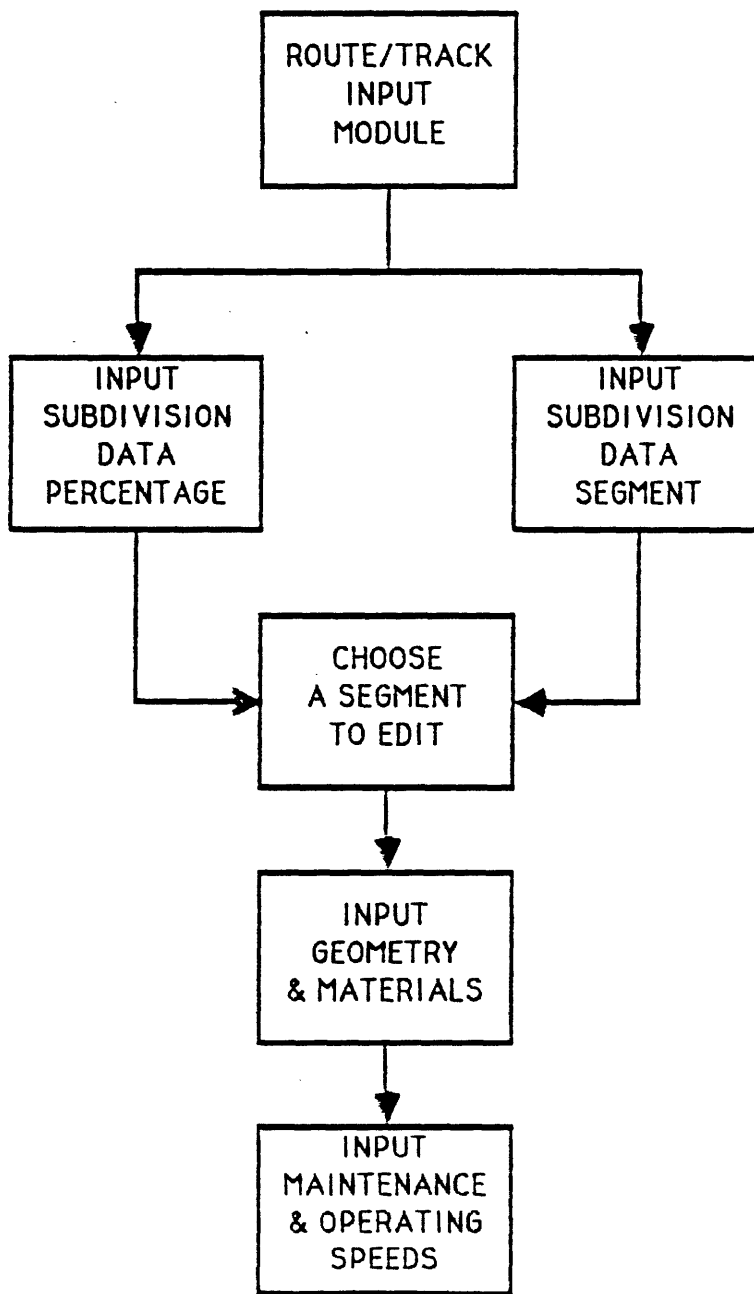 ROUTE/TRACK
INPUT
MODULE
INPUT
SUBDIVISION
DATA
PERCENTAGE
INPUT
SUBDIVISION
DATA
SEGMENT
CHOOSE
A SEGMENT
TO EDIT
INPUT
GEOMETRY
& MATERIALS
INPUT
MAINTENANCE
& OPERATING
SPEEDS